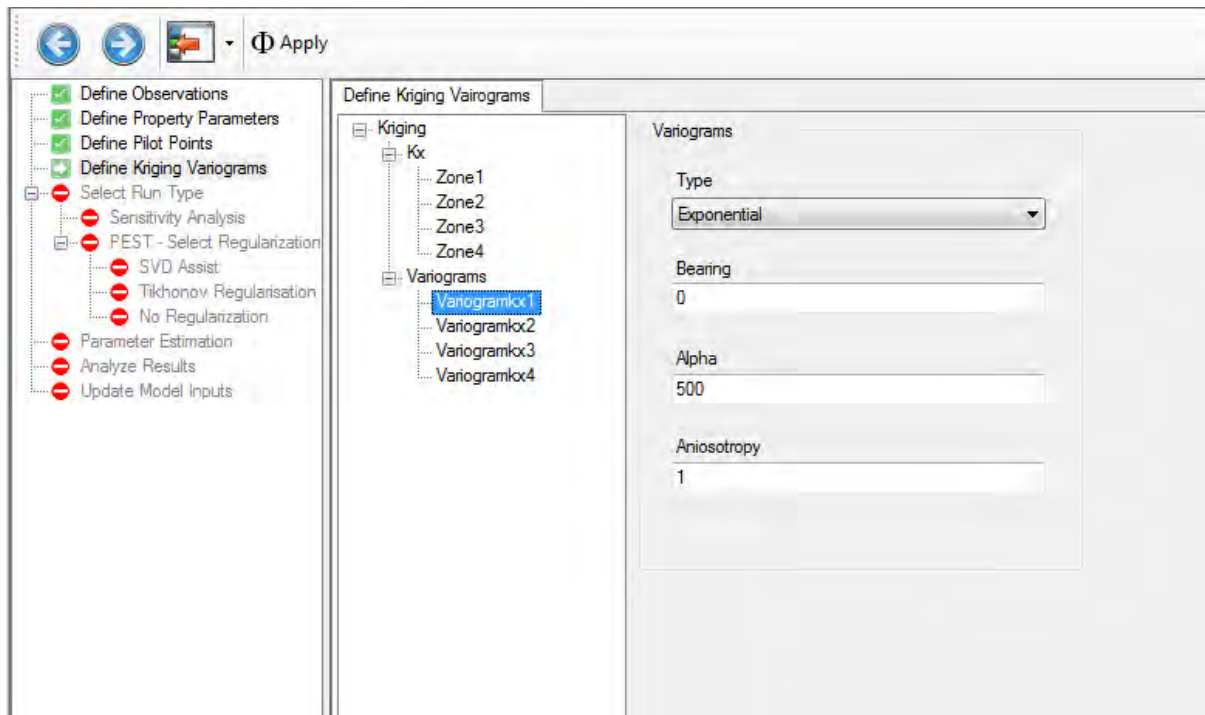 Φ Apply
Define Observations
Define Property Parameters
Define Pilot Points
Define Kriging Variograms
Select Run Type
Sensitivity Analysis
PEST - Select Regularization
SVD Assist
Tikhonov Regularisation
No Regularization
Parameter Estimation
Analyze Results
Update Model Inputs
Define Kriging Vairograms
Kriging
Kx
Zone1
Zone2
Zone3
Zone4
Variograms
Variogramkx1
Variogramkx2
Variogramkx3
Variogramkx4
Variograms
Type
Exponential
Bearing
0
Alpha
500
Aniosotropy
1